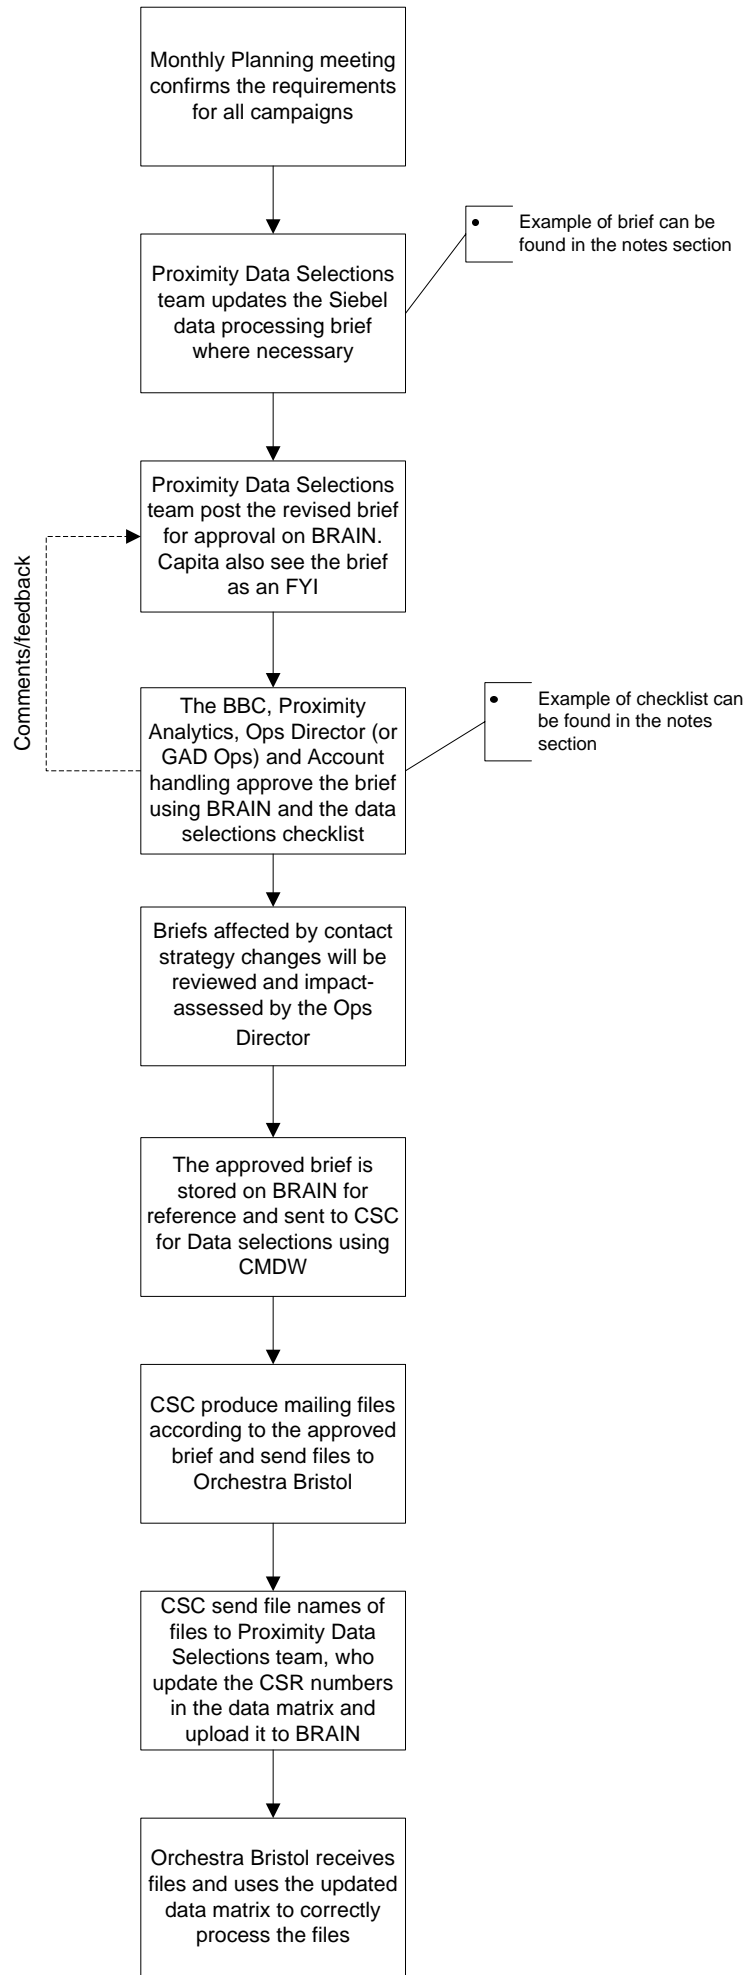 Monthly Planning meeting
confirms the requirements
for all campaigns
Proximity Data Selections
team updates the Siebel
data processing brief
where necessary
• Example of brief can be
found in the notes section
Proximity Data Selections
team post the revised brief
for approval on BRAIN.
Capita also see the brief
as an FYI
Comments/feedback
The BBC, Proximity
Analytics, Ops Director (or
GAD Ops) and Account
handling approve the brief
using BRAIN and the data
selections checklist
• Example of checklist can
be found in the notes
section
Briefs affected by contact
strategy changes will be
reviewed and impact-
assessed by the Ops
Director
The approved brief is
stored on BRAIN for
reference and sent to CSC
for Data selections using
CMDW
CSC produce mailing files
according to the approved
brief and send files to
Orchestra Bristol
CSC send file names of
files to Proximity Data
Selections team, who
update the CSR numbers
in the data matrix and
upload it to BRAIN
Orchestra Bristol receives
files and uses the updated
data matrix to correctly
process the files